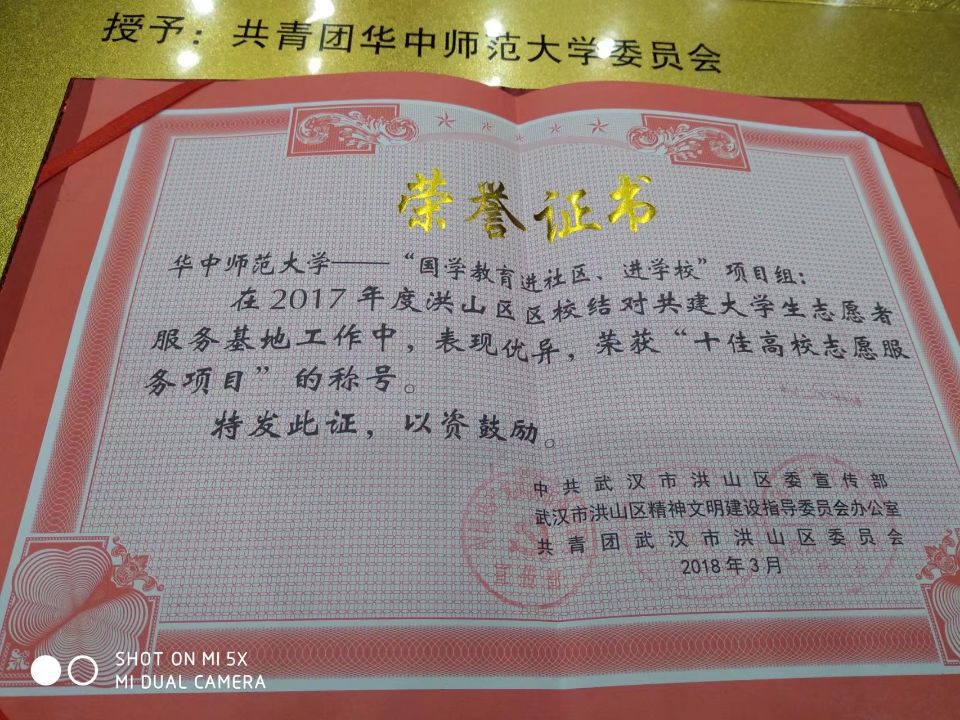 授予：共青团华中师范大学委员会
荣誉证书
华中师范大学——“国学教育进社区、进学校”项目组：
在2017年度洪山区区校结对共建大学生志愿者
服务基地工作中，表现优异，荣获“十佳高校志愿服
务项目”的称号。
特发此证，以资鼓励。
中共武汉市洪山区委宣传部
武汉市洪山区精神文明建设指导委员会办公室
共青团武汉市洪山区委员会
2018年3月
SHOT ON MI 5X
MI DUAL CAMERA